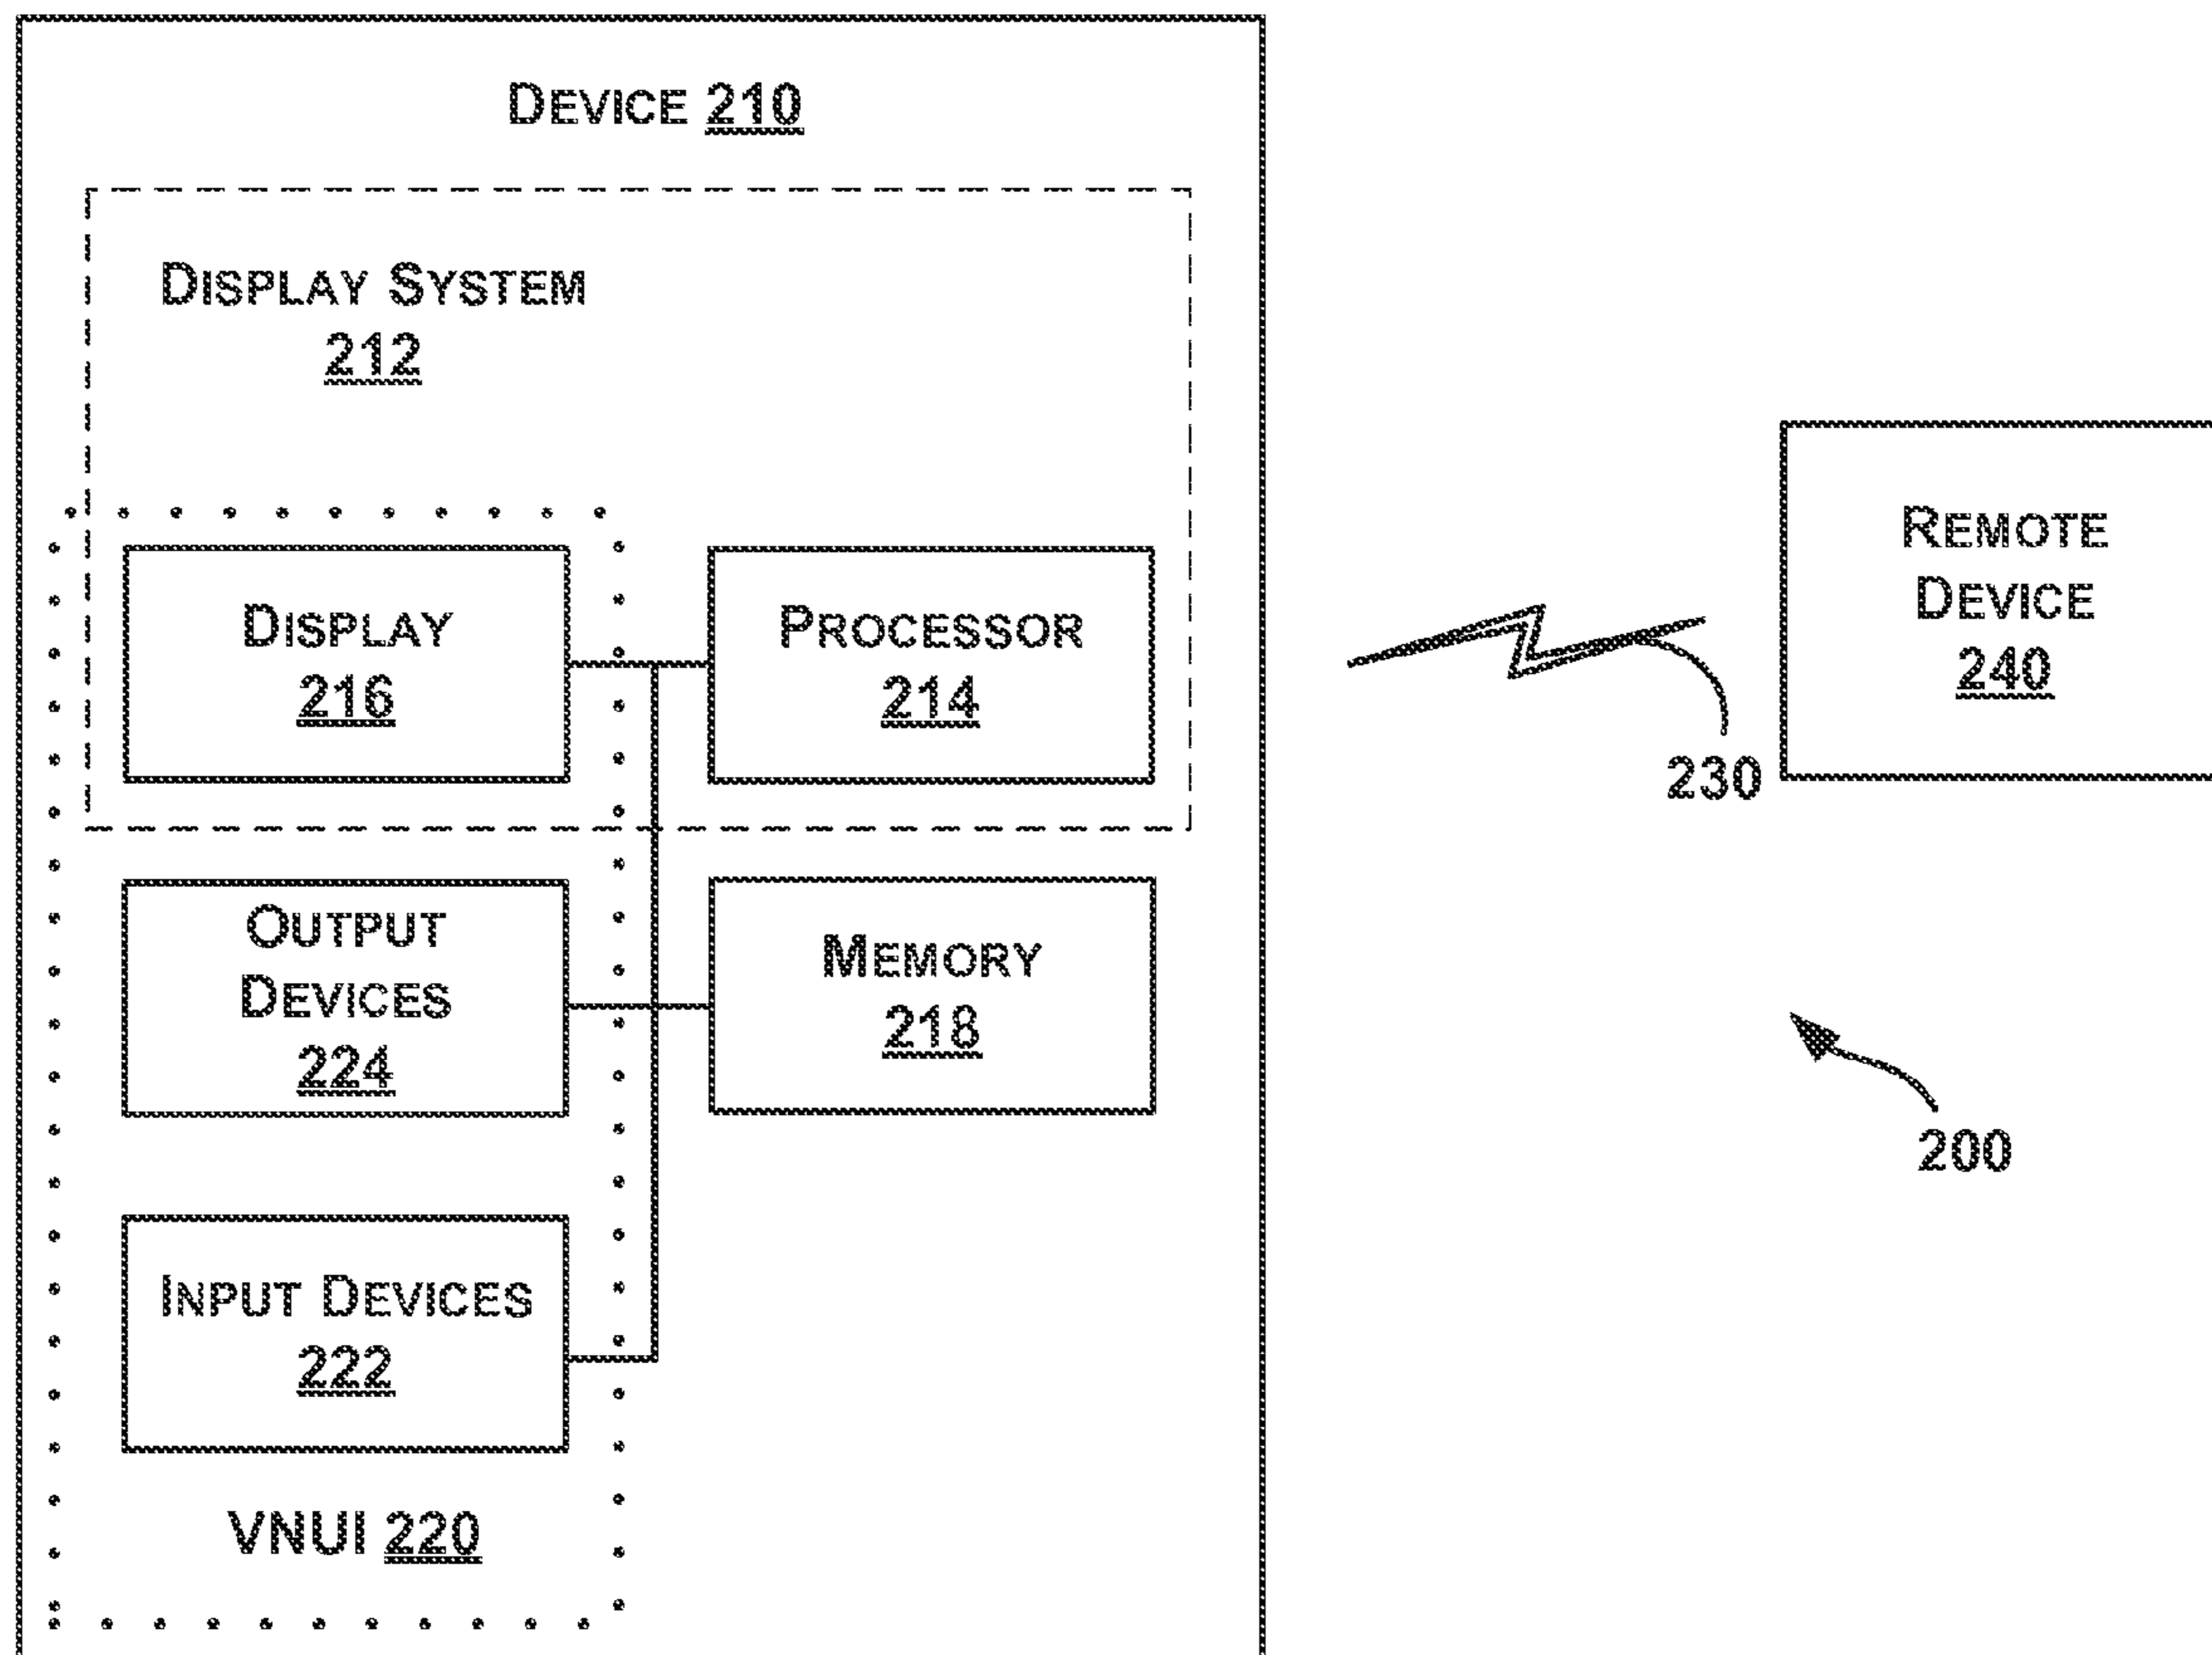 DEVICE 210
DISPLAY SYSTEM
212
DISPLAY
216
PROCESSOR
214
OUTPUT
DEVICES
224
MEMORY
218
INPUT DEVICES
222
VNUI 220
REMOTE
DEVICE
240
230
200